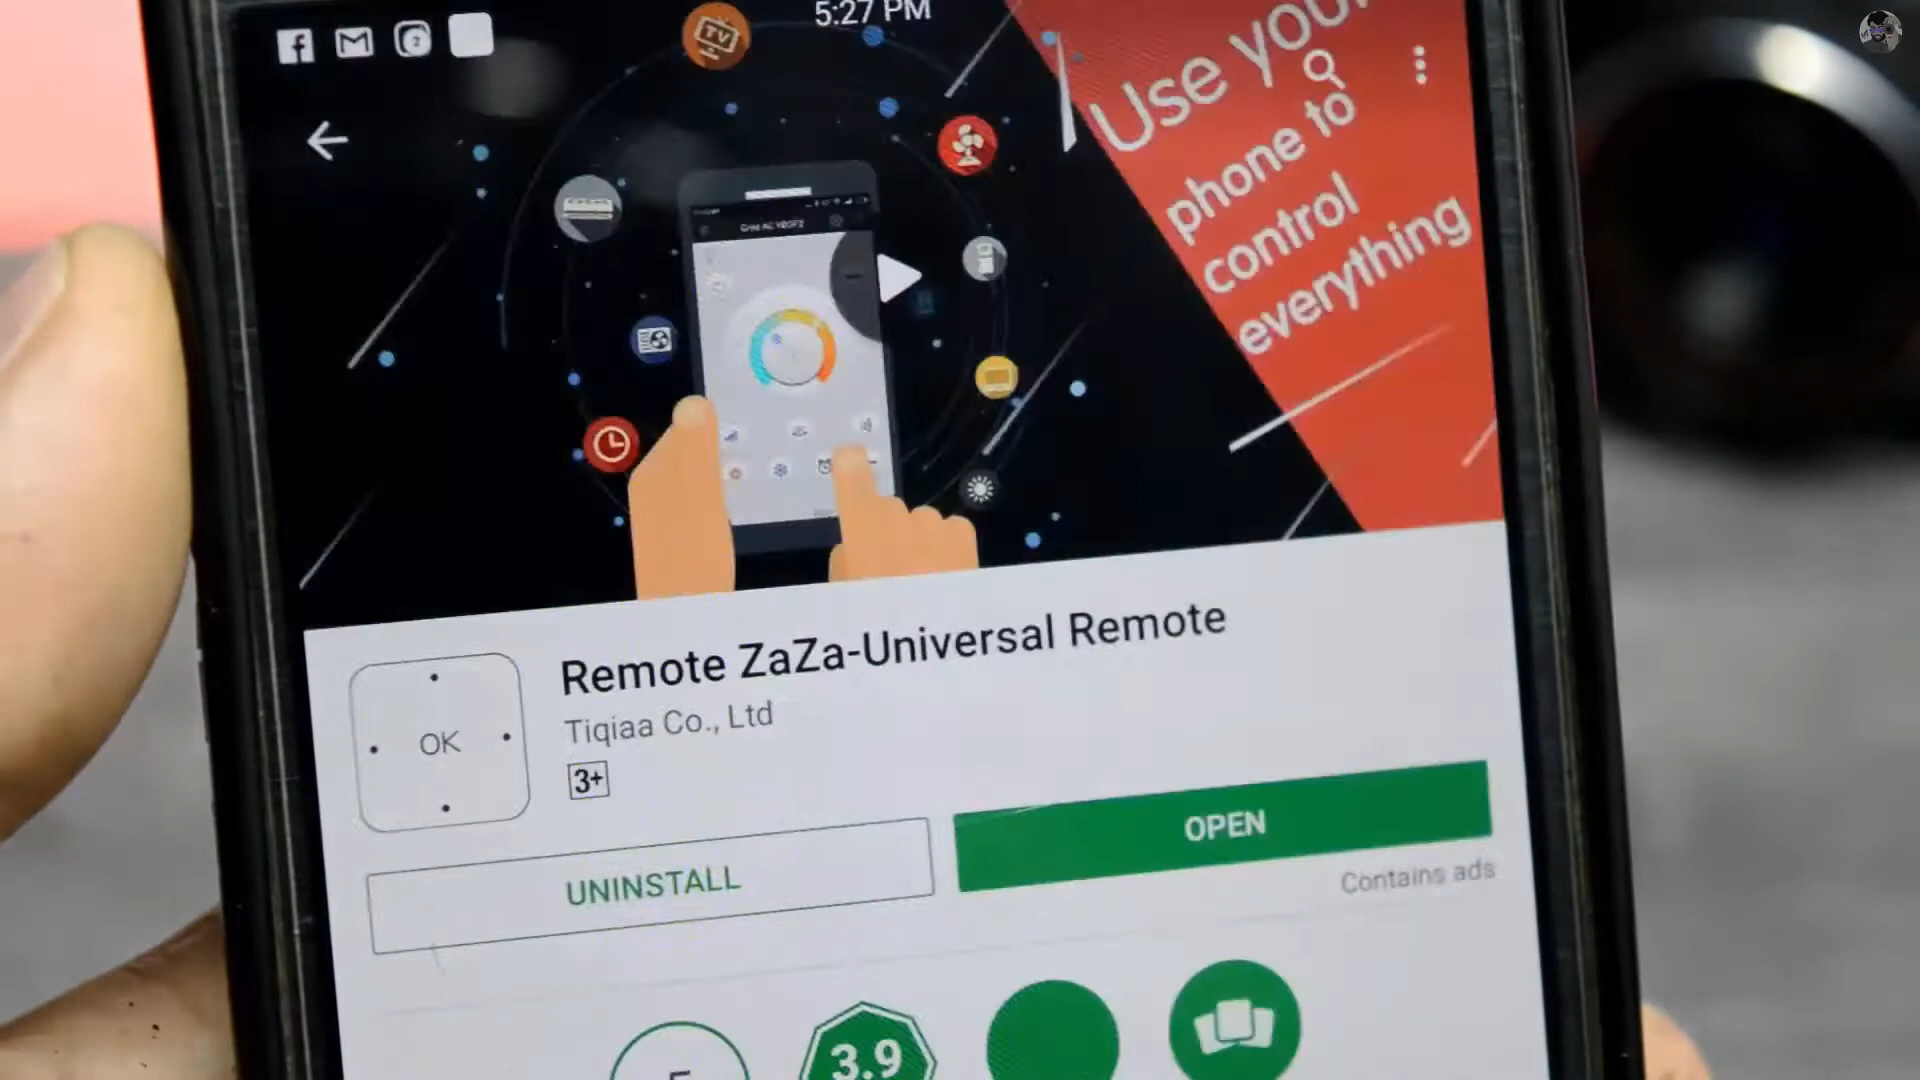 5:27 PM
TV
Use your
phone to
control
everything
Remote ZaZa-Universal Remote
OK
Tiqiaa Co., Ltd
3+
OPEN
UNINSTALL
Contains ads
3.9